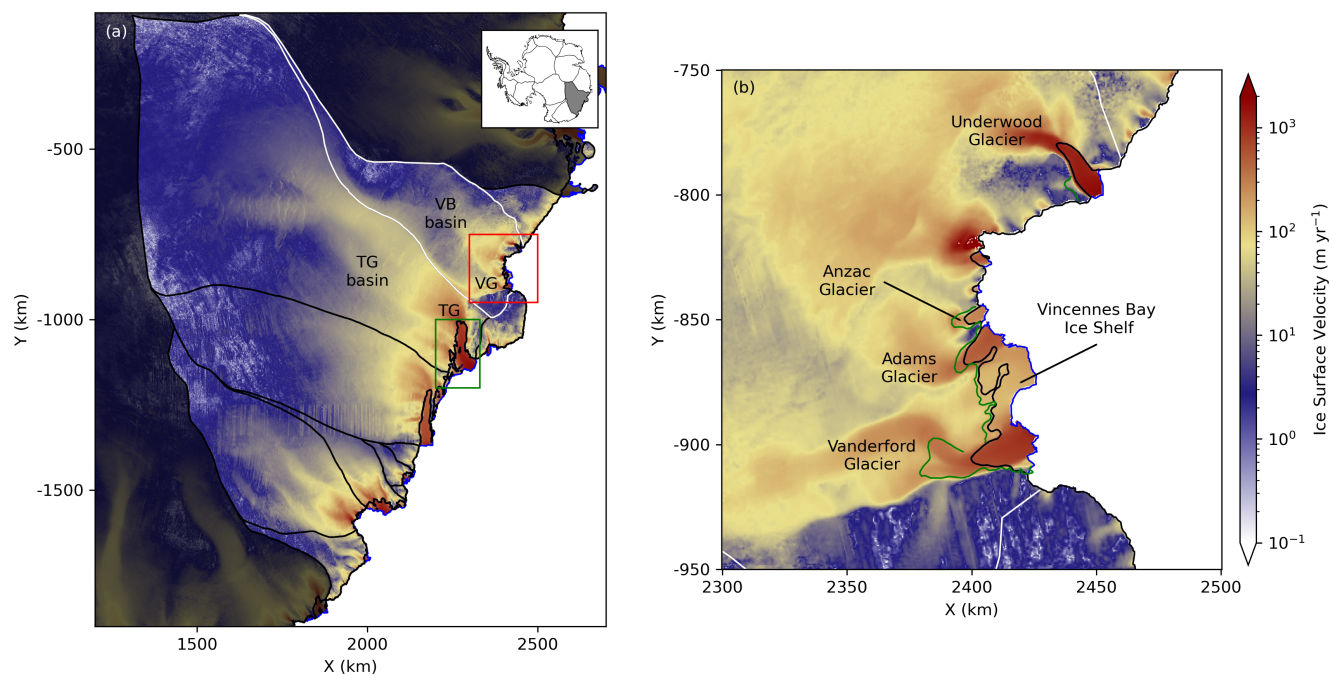 (a)
VB
basin
TG
basin
VG
TG
-500
-1000
-1500
Y (km)
1500
2000
2500
X (km)
(b)
Underwood
Glacier
Anzac
Glacier
Vincennes Bay
Ice Shelf
Adams
Glacier
Vanderford
Glacier
-750
-800
-850
-900
-950
Y (km)
2300
2350
2400
2450
2500
X (km)
10³
10²
10¹
10⁰
10⁻¹
Ice Surface Velocity (m yr⁻¹)